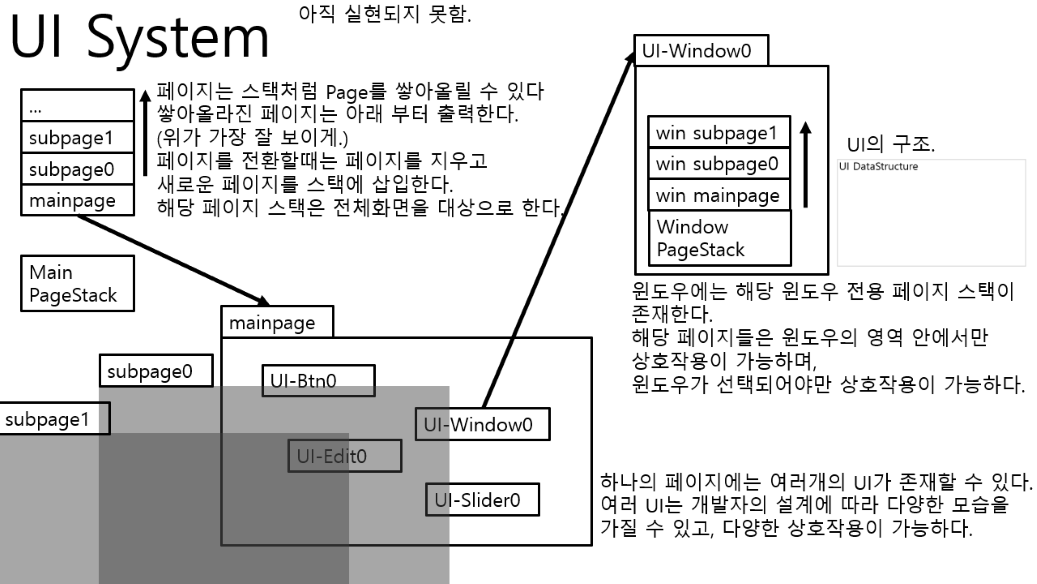 아직 실현되지 못함.
UI System
...
subpage1
subpage0
mainpage
페이지는 스택처럼 Page를 쌓아올릴 수 있다
쌓아올라진 페이지는 아래 부터 출력한다.
(위가 가장 잘 보이게.)
페이지를 전환할때는 페이지를 지우고
새로운 페이지를 스택에 삽입한다.
해당 페이지 스택은 전체화면을 대상으로 한다.
Main
PageStack
UI-Window0
win subpage1
win subpage0
win mainpage
Window
PageStack
UI의 구조.
UI DataStructure
윈도우에는 해당 윈도우 전용 페이지 스택이
존재한다.
해당 페이지들은 윈도우의 영역 안에서만
상호작용이 가능하며,
윈도우가 선택되어야만 상호작용이 가능하다.
mainpage
subpage0
subpage1
UI-Btn0
UI-Window0
UI-Edit0
UI-Slider0
하나의 페이지에는 여러개의 UI가 존재할 수 있다.
여러 UI는 개발자의 설계에 따라 다양한 모습을
가질 수 있고, 다양한 상호작용이 가능하다.